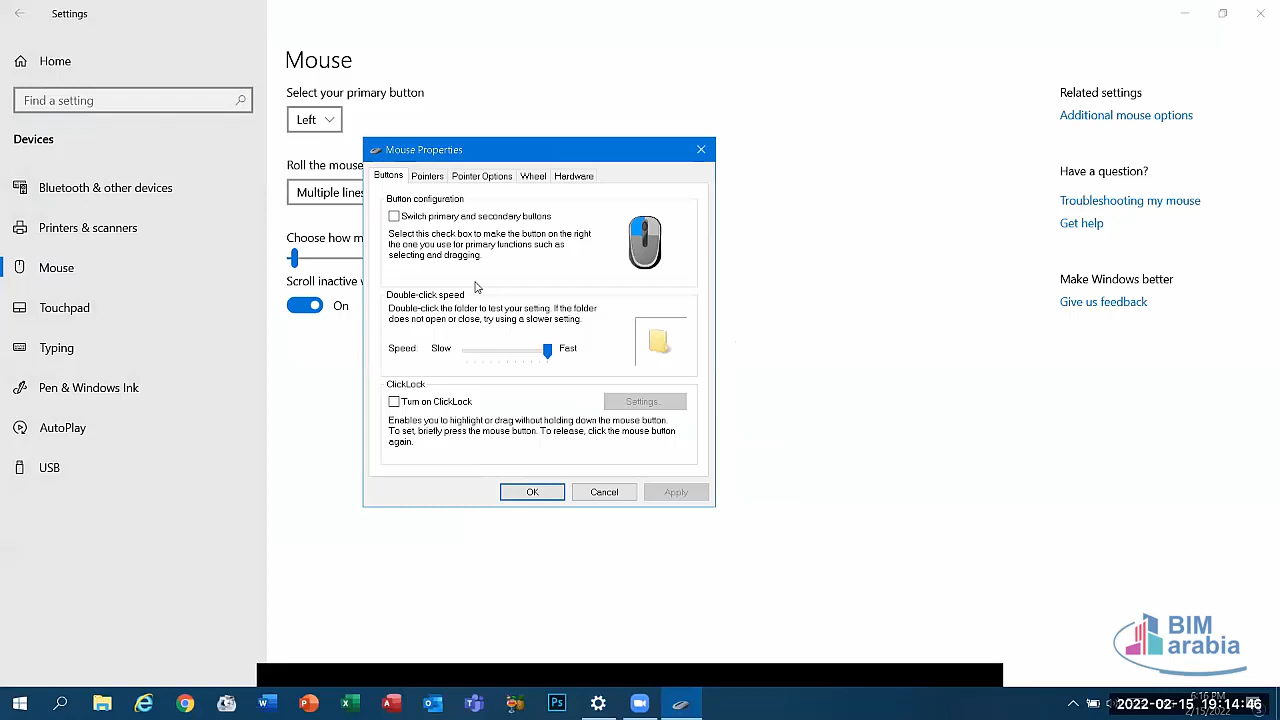 Settings
Home
Find a setting
Devices
Bluetooth & other devices
Printers & scanners
Mouse
Touchpad
Typing
Pen & Windows Ink
AutoPlay
USB
Mouse
Select your primary button
Left
Roll the mouse
Multiple lines
Choose how m
Scroll inactive
On
Mouse Properties
Buttons Pointers Pointer Options Wheel Hardware
Button configuration
Switch primary and secondary buttons
Select this check box to make the button on the right
the one you use for primary functions such as
selecting and dragging.
Double-click speed
Double-click the folder to test your setting. If the folder
does not open or close, try using a slower setting.
Speed: Slow Fast
ClickLock
Turn on ClickLock
Settings...
Enables you to highlight or drag without holding down the mouse button.
To set, briefly press the mouse button. To release, click the mouse button
again.
OK Cancel Apply
Related settings
Additional mouse options
Have a question?
Troubleshooting my mouse
Get help
Make Windows better
Give us feedback
BIM
arabia
Ps
6:16 PM
2022-02-15 19:14:46
2/15/2022